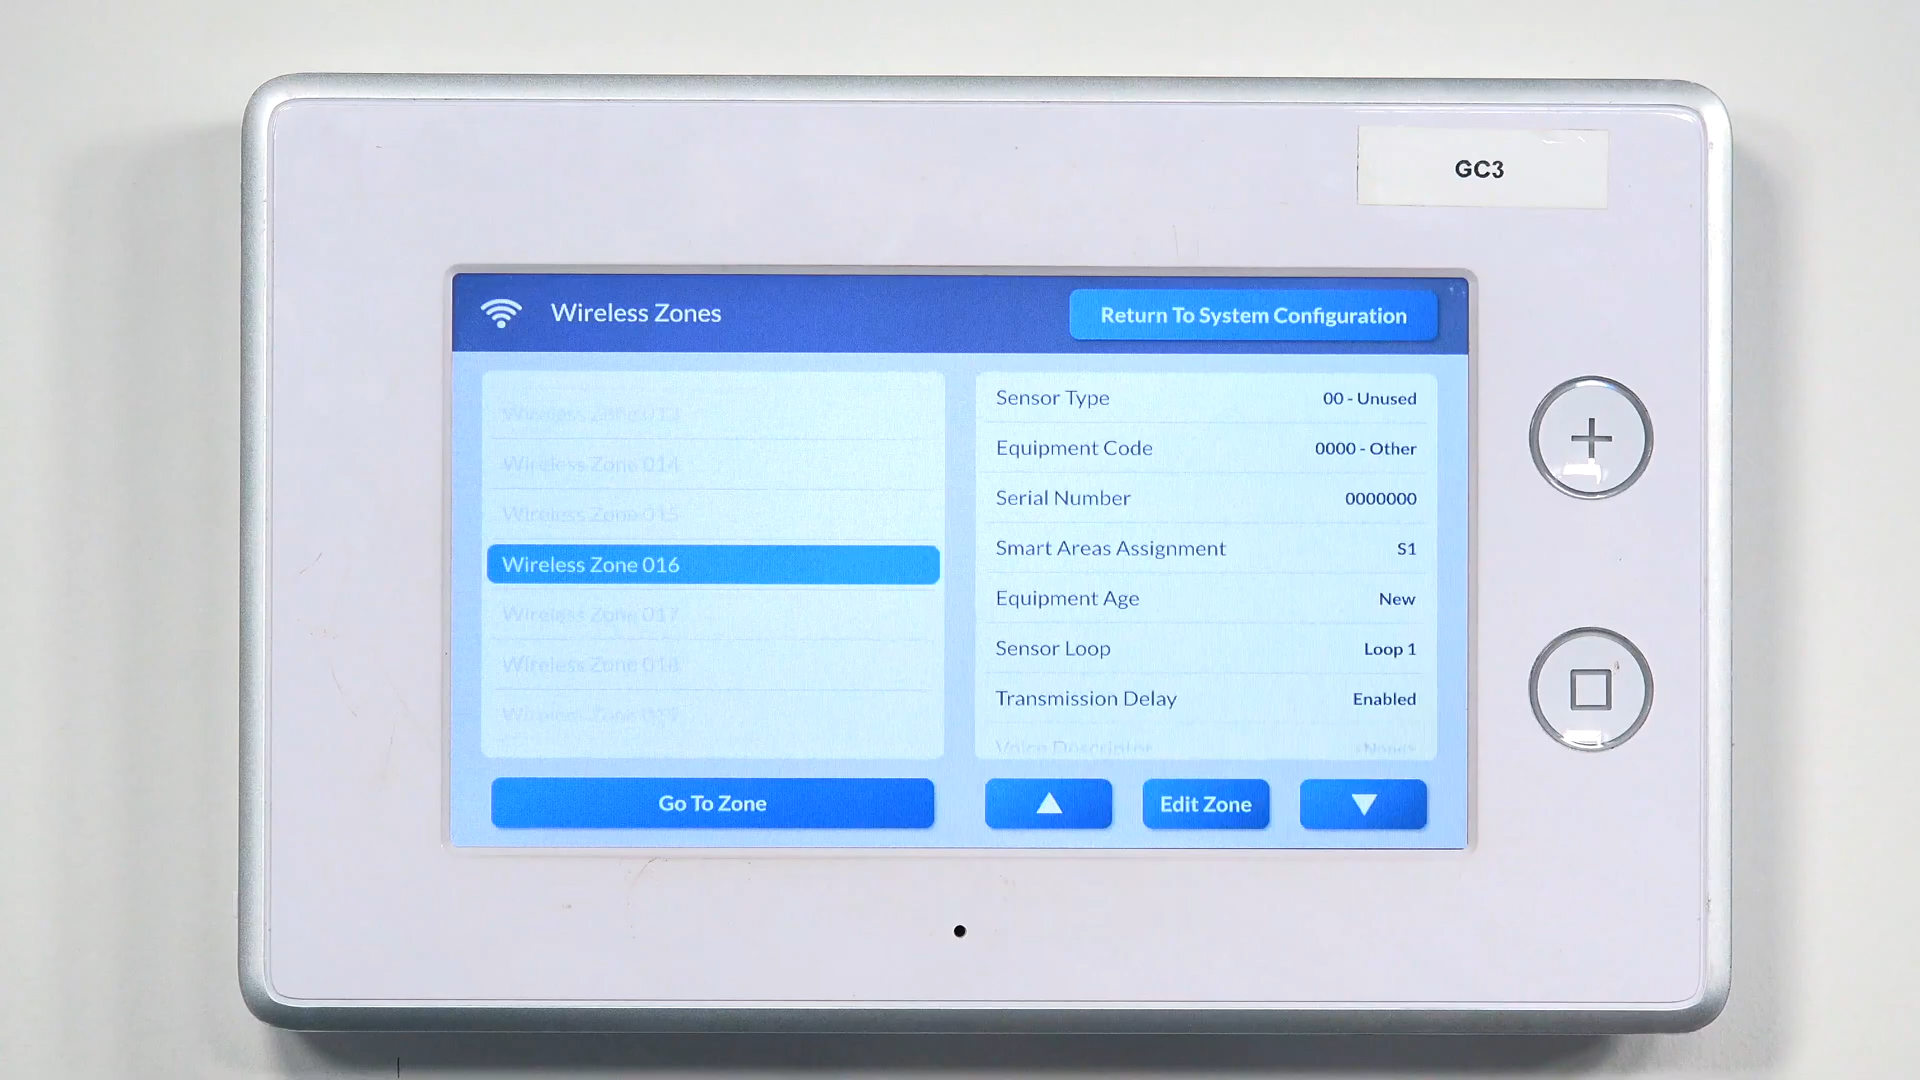 GC3
Wireless Zones
Return To System Configuration
Wireless Zone 013
Wireless Zone 014
Wireless Zone 015
Wireless Zone 016
Wireless Zone 017
Wireless Zone 018
Wireless Zone 019
Go To Zone
Sensor Type 00 - Unused
Equipment Code 0000 - Other
Serial Number 0000000
Smart Areas Assignment S1
Equipment Age New
Sensor Loop Loop 1
Transmission Delay Enabled
Voice Descriptor <None>
Edit Zone